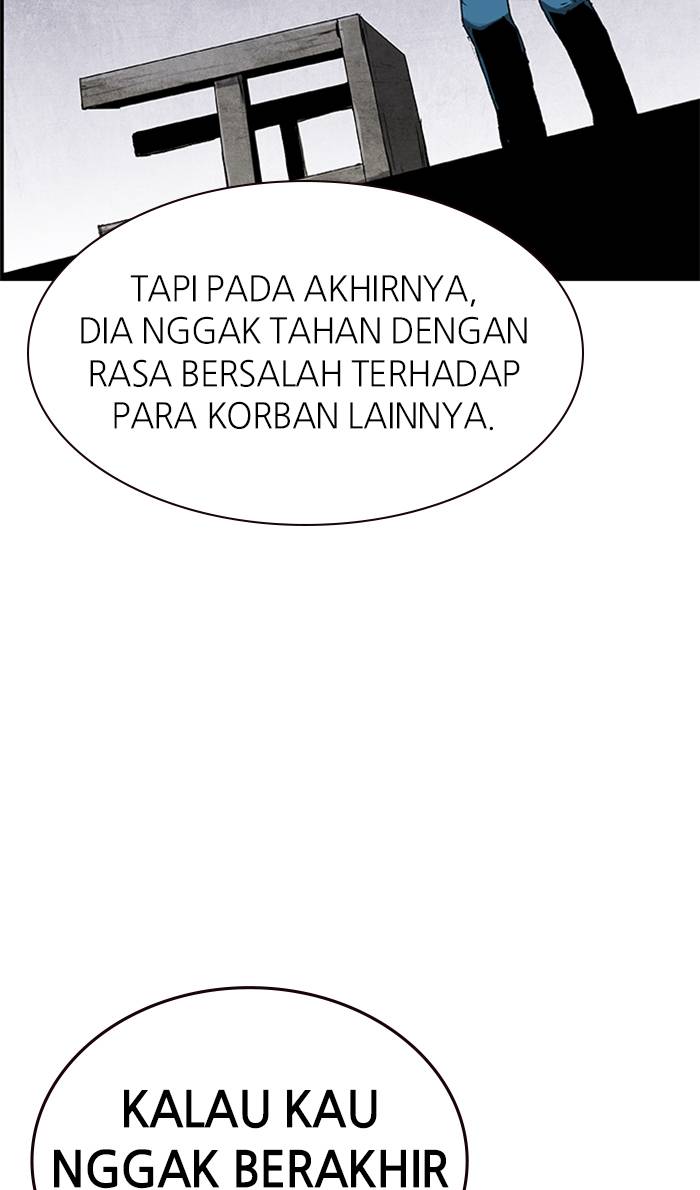 TAPI PADA AKHIRNYA,
DIA NGGAK TAHAN DENGAN
RASA BERSALAH TERHADAP
PARA KORBAN LAINNYA.
KALAU KAU
NGGAK BERAKHIR